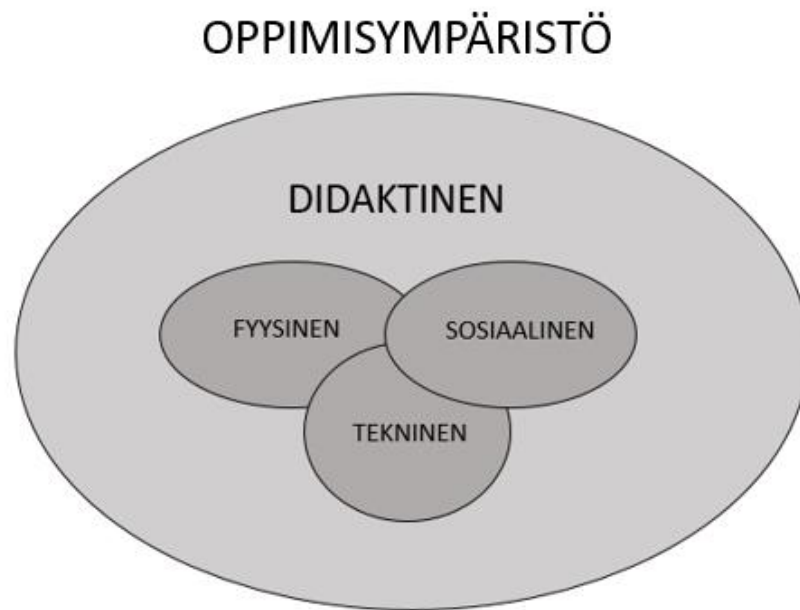 OPPIMISYMPÄRISTÖ
DIDAKTINEN
FYYSINEN
SOSIAALINEN
TEKNINEN